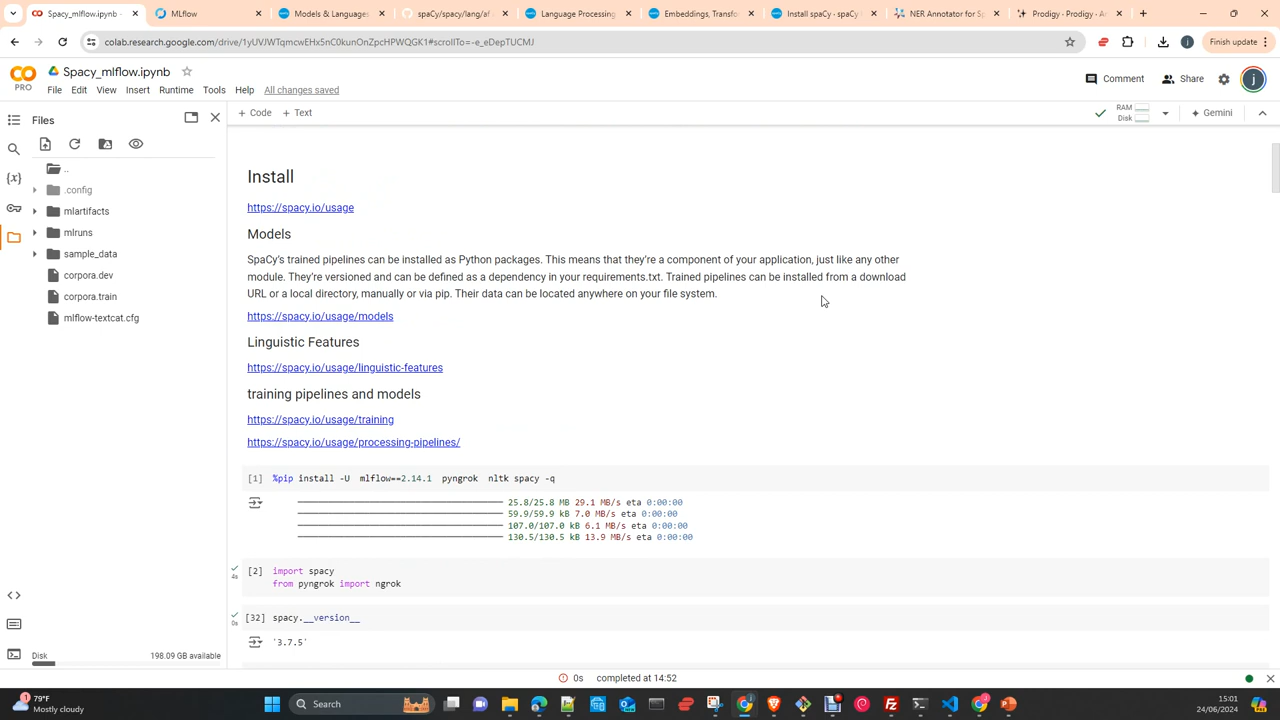 Spacy_mlflow.ipynb -
MLflow
Models & Languages
spaCy/spacy/lang/af
Language Processing
Embeddings, Transfo
Install spaCy · spaCy
NER Annotator for Sp
Prodigy · Prodigy · A
colab.research.google.com/drive/1yUVJWTqmcwEHx5nC0kunOnZpcHPWQGK1#scrollTo=-e_eDepTUCMJ
j
Finish update
CO
PRO
Spacy_mlflow.ipynb
File Edit View Insert Runtime Tools Help All changes saved
Comment
Share
j
Files
+ Code + Text
RAM
Disk
Gemini
{x}
..
.config
mlartifacts
mlruns
sample_data
corpora.dev
corpora.train
mlflow-textcat.cfg
Disk 198.09 GB available
Install
https://spacy.io/usage
Models
SpaCy's trained pipelines can be installed as Python packages. This means that they're a component of your application, just like any other
module. They're versioned and can be defined as a dependency in your requirements.txt. Trained pipelines can be installed from a download
URL or a local directory, manually or via pip. Their data can be located anywhere on your file system.
https://spacy.io/usage/models
Linguistic Features
https://spacy.io/usage/linguistic-features
training pipelines and models
https://spacy.io/usage/training
https://spacy.io/usage/processing-pipelines/
[1] %pip install -U mlflow==2.14.1 pyngrok nltk spacy -q
25.8/25.8 MB 29.1 MB/s eta 0:00:00
59.9/59.9 kB 7.0 MB/s eta 0:00:00
107.0/107.0 kB 6.1 MB/s eta 0:00:00
130.5/130.5 kB 13.9 MB/s eta 0:00:00
4s
[2] import spacy
from pyngrok import ngrok
0s
[32] spacy.__version__
'3.7.5'
0s completed at 14:52
79°F
Mostly cloudy
Search
15:01
24/06/2024